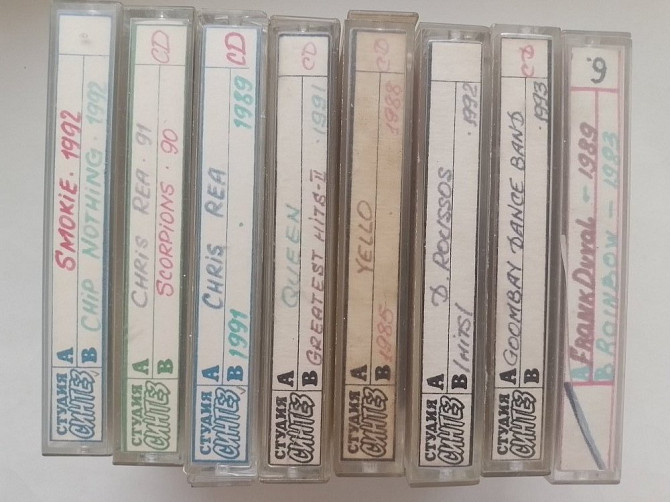 SMOKIE · 1992
CHIP NOTHING · 1992
A
B
СТУДИЯ
СИНТЕЗ
CD
CHRIS REA · 91
SCORPIONS · 90
A
B
СТУДИЯ
СИНТЕЗ
CD
1989
CHRIS REA
1991
A
B
СТУДИЯ
СИНТЕЗ
CD
QUEEN · 1991
GREATEST HITS-II
A
B
СТУДИЯ
СИНТЕЗ
1988
YELLO
1985
A
B
СТУДИЯ
СИНТЕЗ
D. ROUSSOS · 1992
/HITS/
A
B
СТУДИЯ
СИНТЕЗ
CD
GOOMBAY DANCE BAND · 1993
A
B
СТУДИЯ
СИНТЕЗ
9
A FRANK Duval – 1989
B ROINBOW – 1983